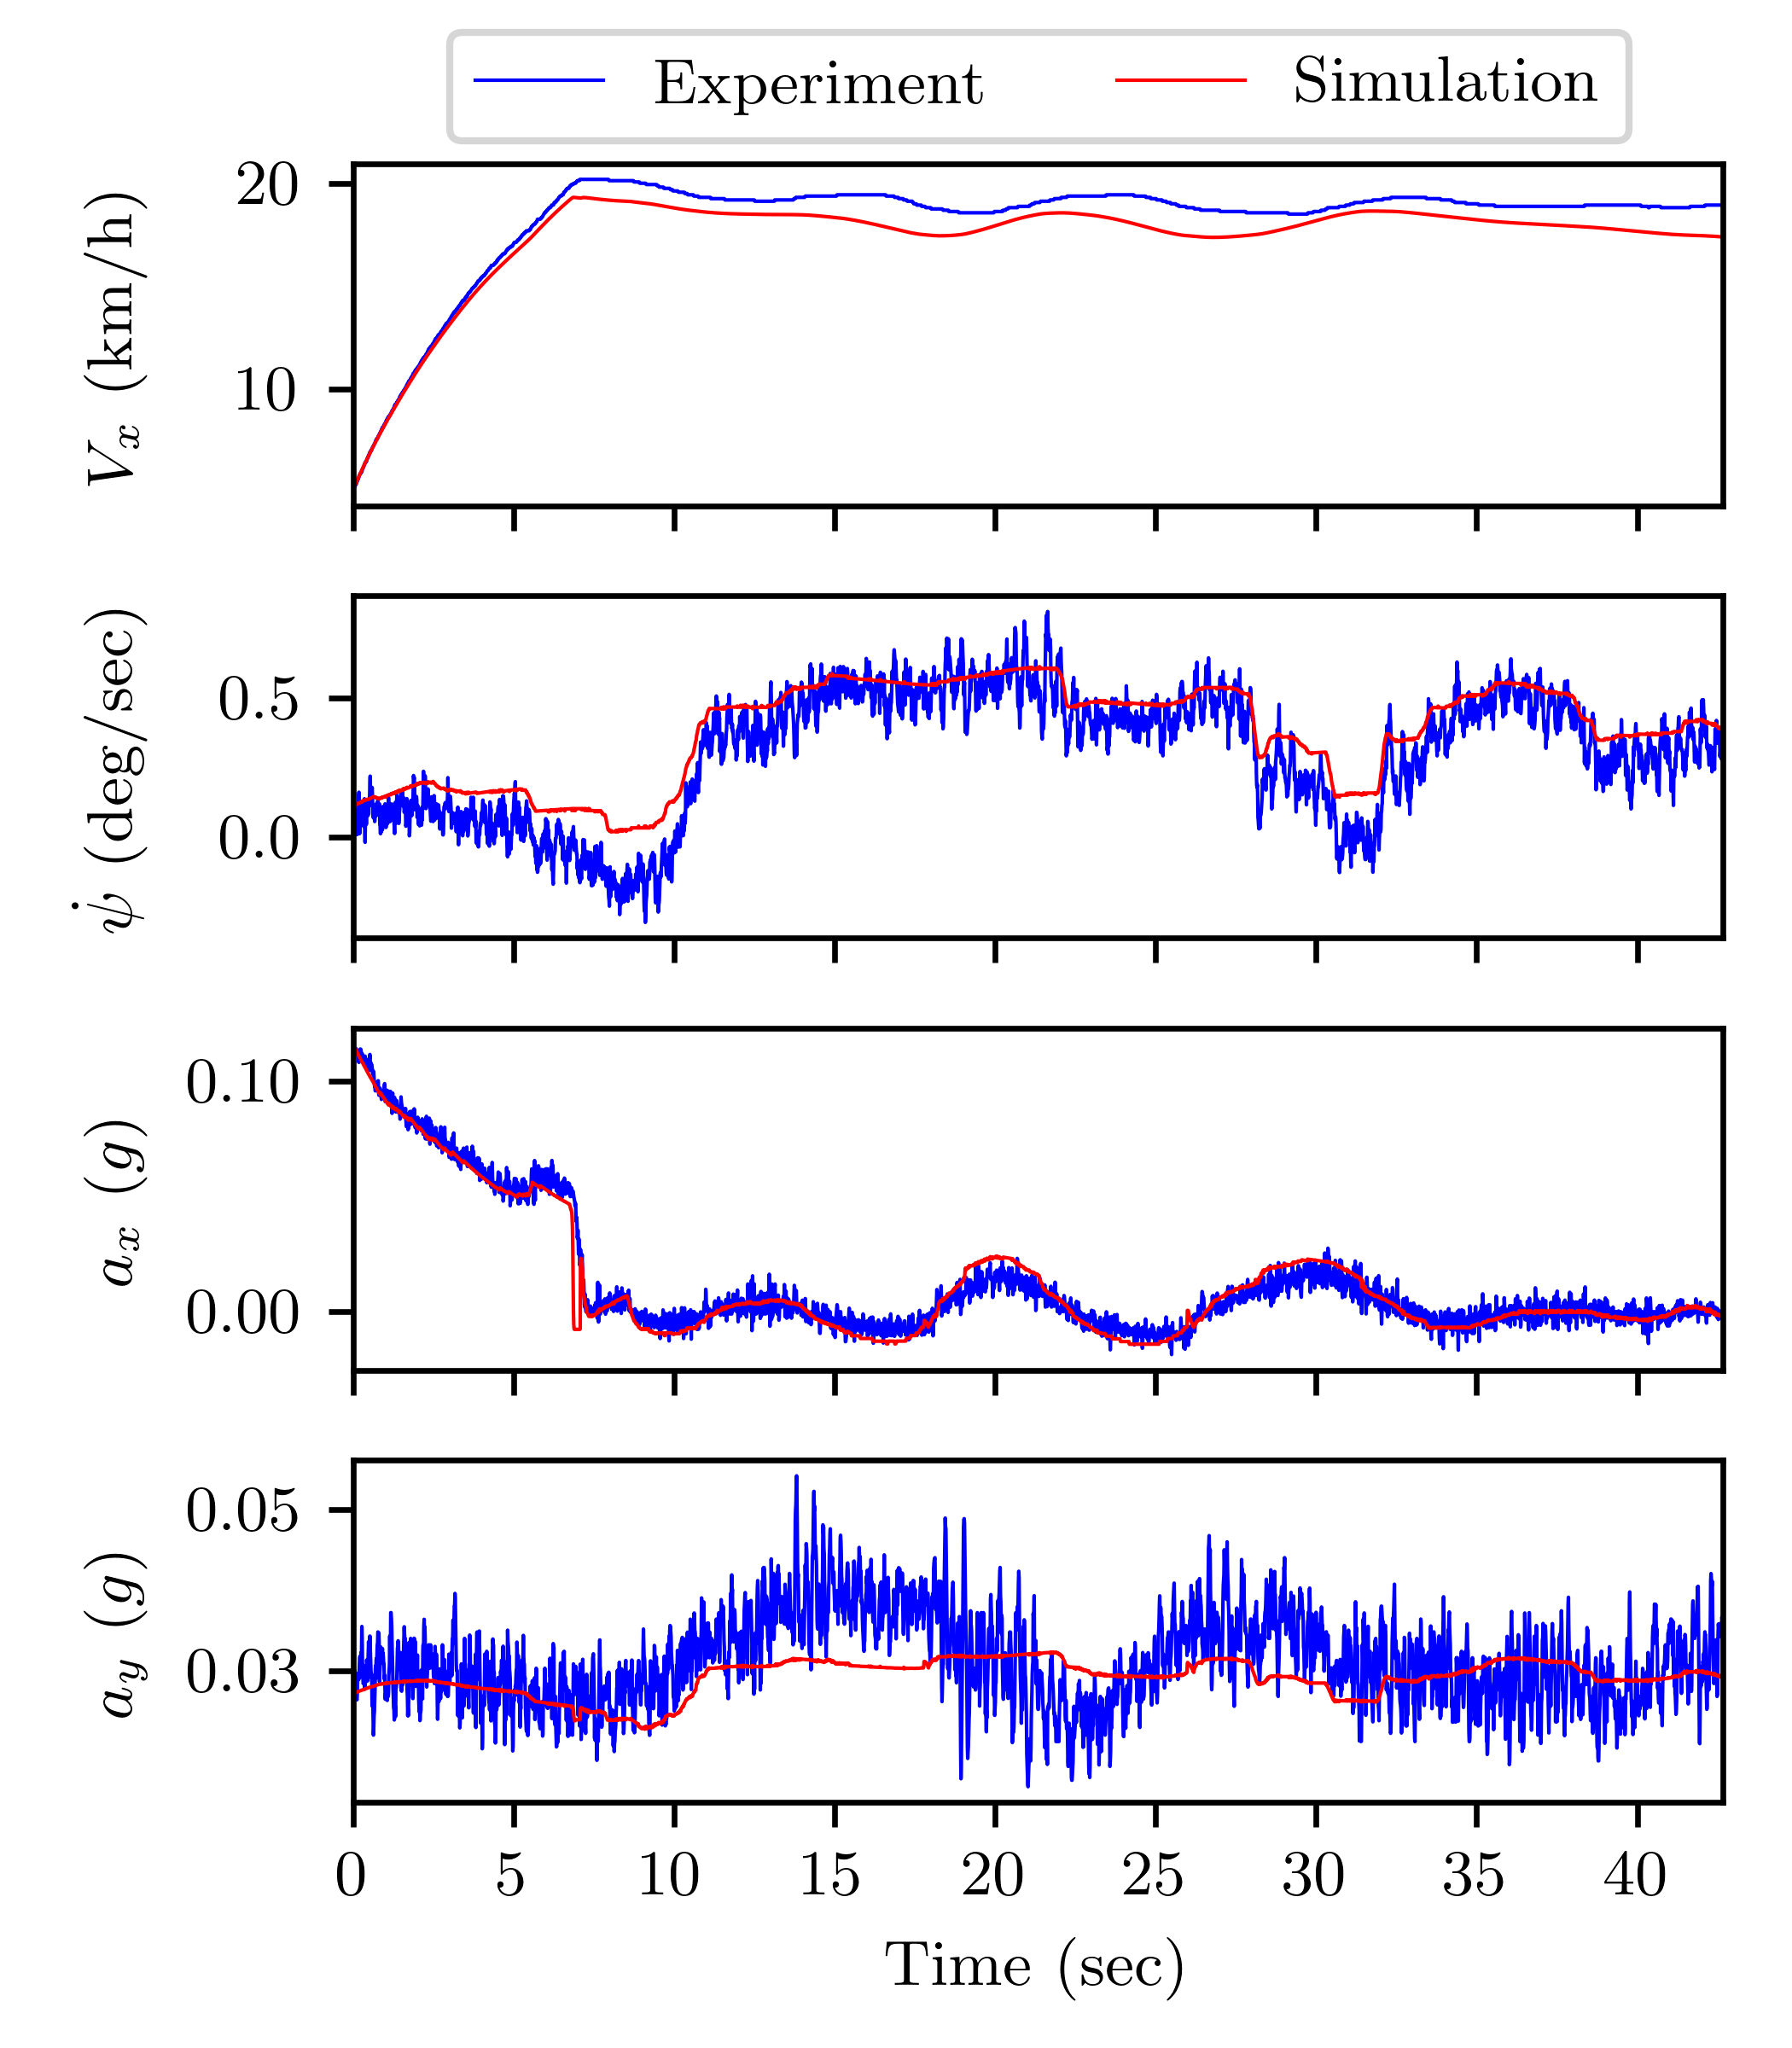 Experiment Simulation
20
10
V_x (km/h)
0.5
0.0
ψ̇ (deg/sec)
0.10
0.00
a_x (g)
0.05
0.03
a_y (g)
0 5 10 15 20 25 30 35 40
Time (sec)